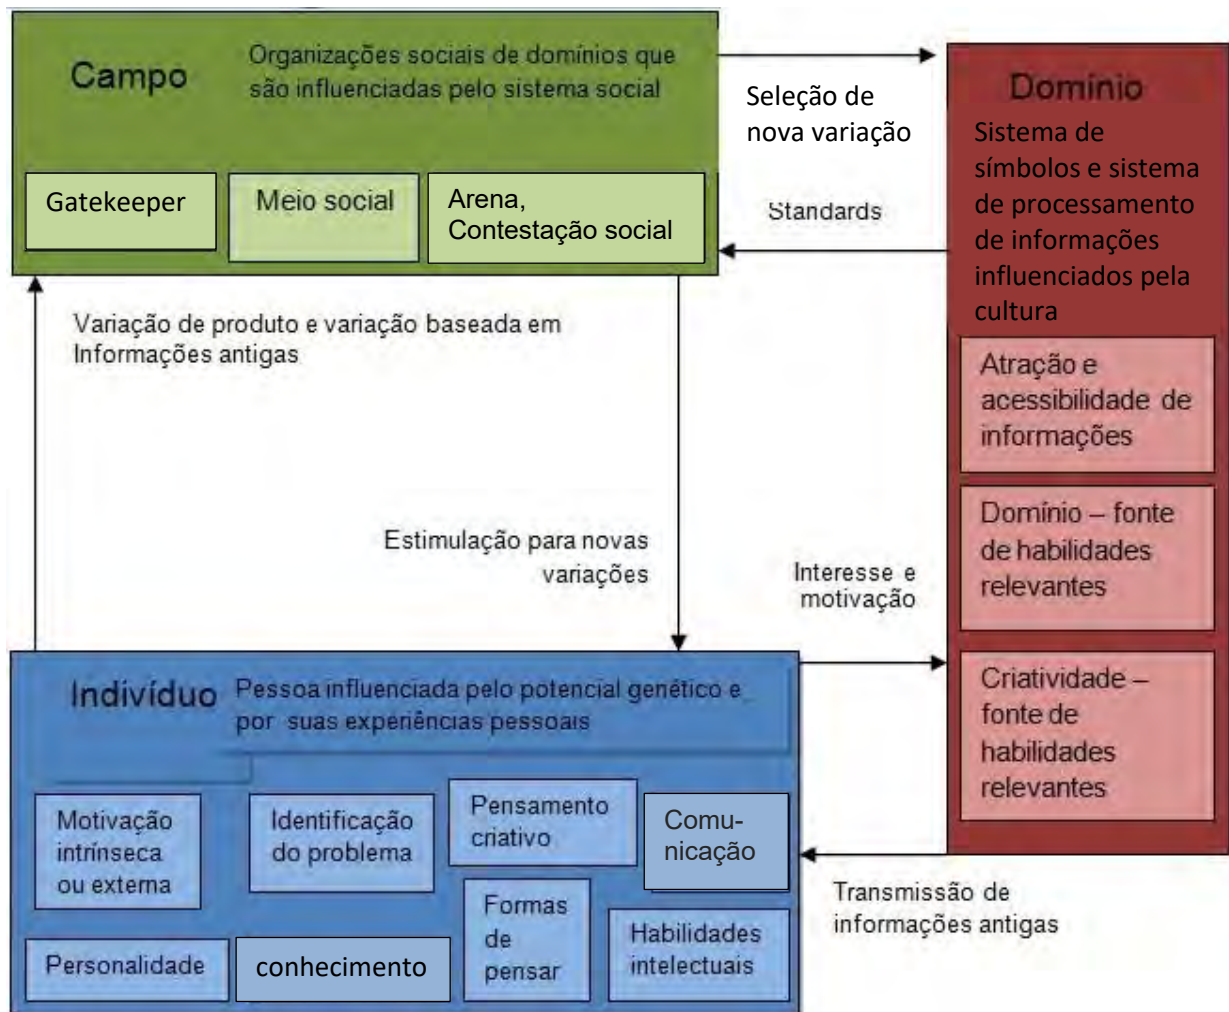 Campo
Organizações sociais de domínios que
são influenciadas pelo sistema social
Gatekeeper
Meio social
Arena,
Contestação social
Seleção de
nova variação
Standards
Domínio
Sistema de
símbolos e sistema
de processamento
de informações
influenciados pela
cultura
Atração e
acessibilidade de
informações
Domínio – fonte
de habilidades
relevantes
Criatividade –
fonte de
habilidades
relevantes
Variação de produto e variação baseada em
Informações antigas
Estimulação para novas
variações
Interesse e
motivação
Indivíduo
Pessoa influenciada pelo potencial genético e
por suas experiências pessoais
Motivação
intrínseca
ou externa
Identificação
do problema
Pensamento
criativo
Comu-
nicação
Personalidade
conhecimento
Formas
de
pensar
Habilidades
intelectuais
Transmissão de
informações antigas